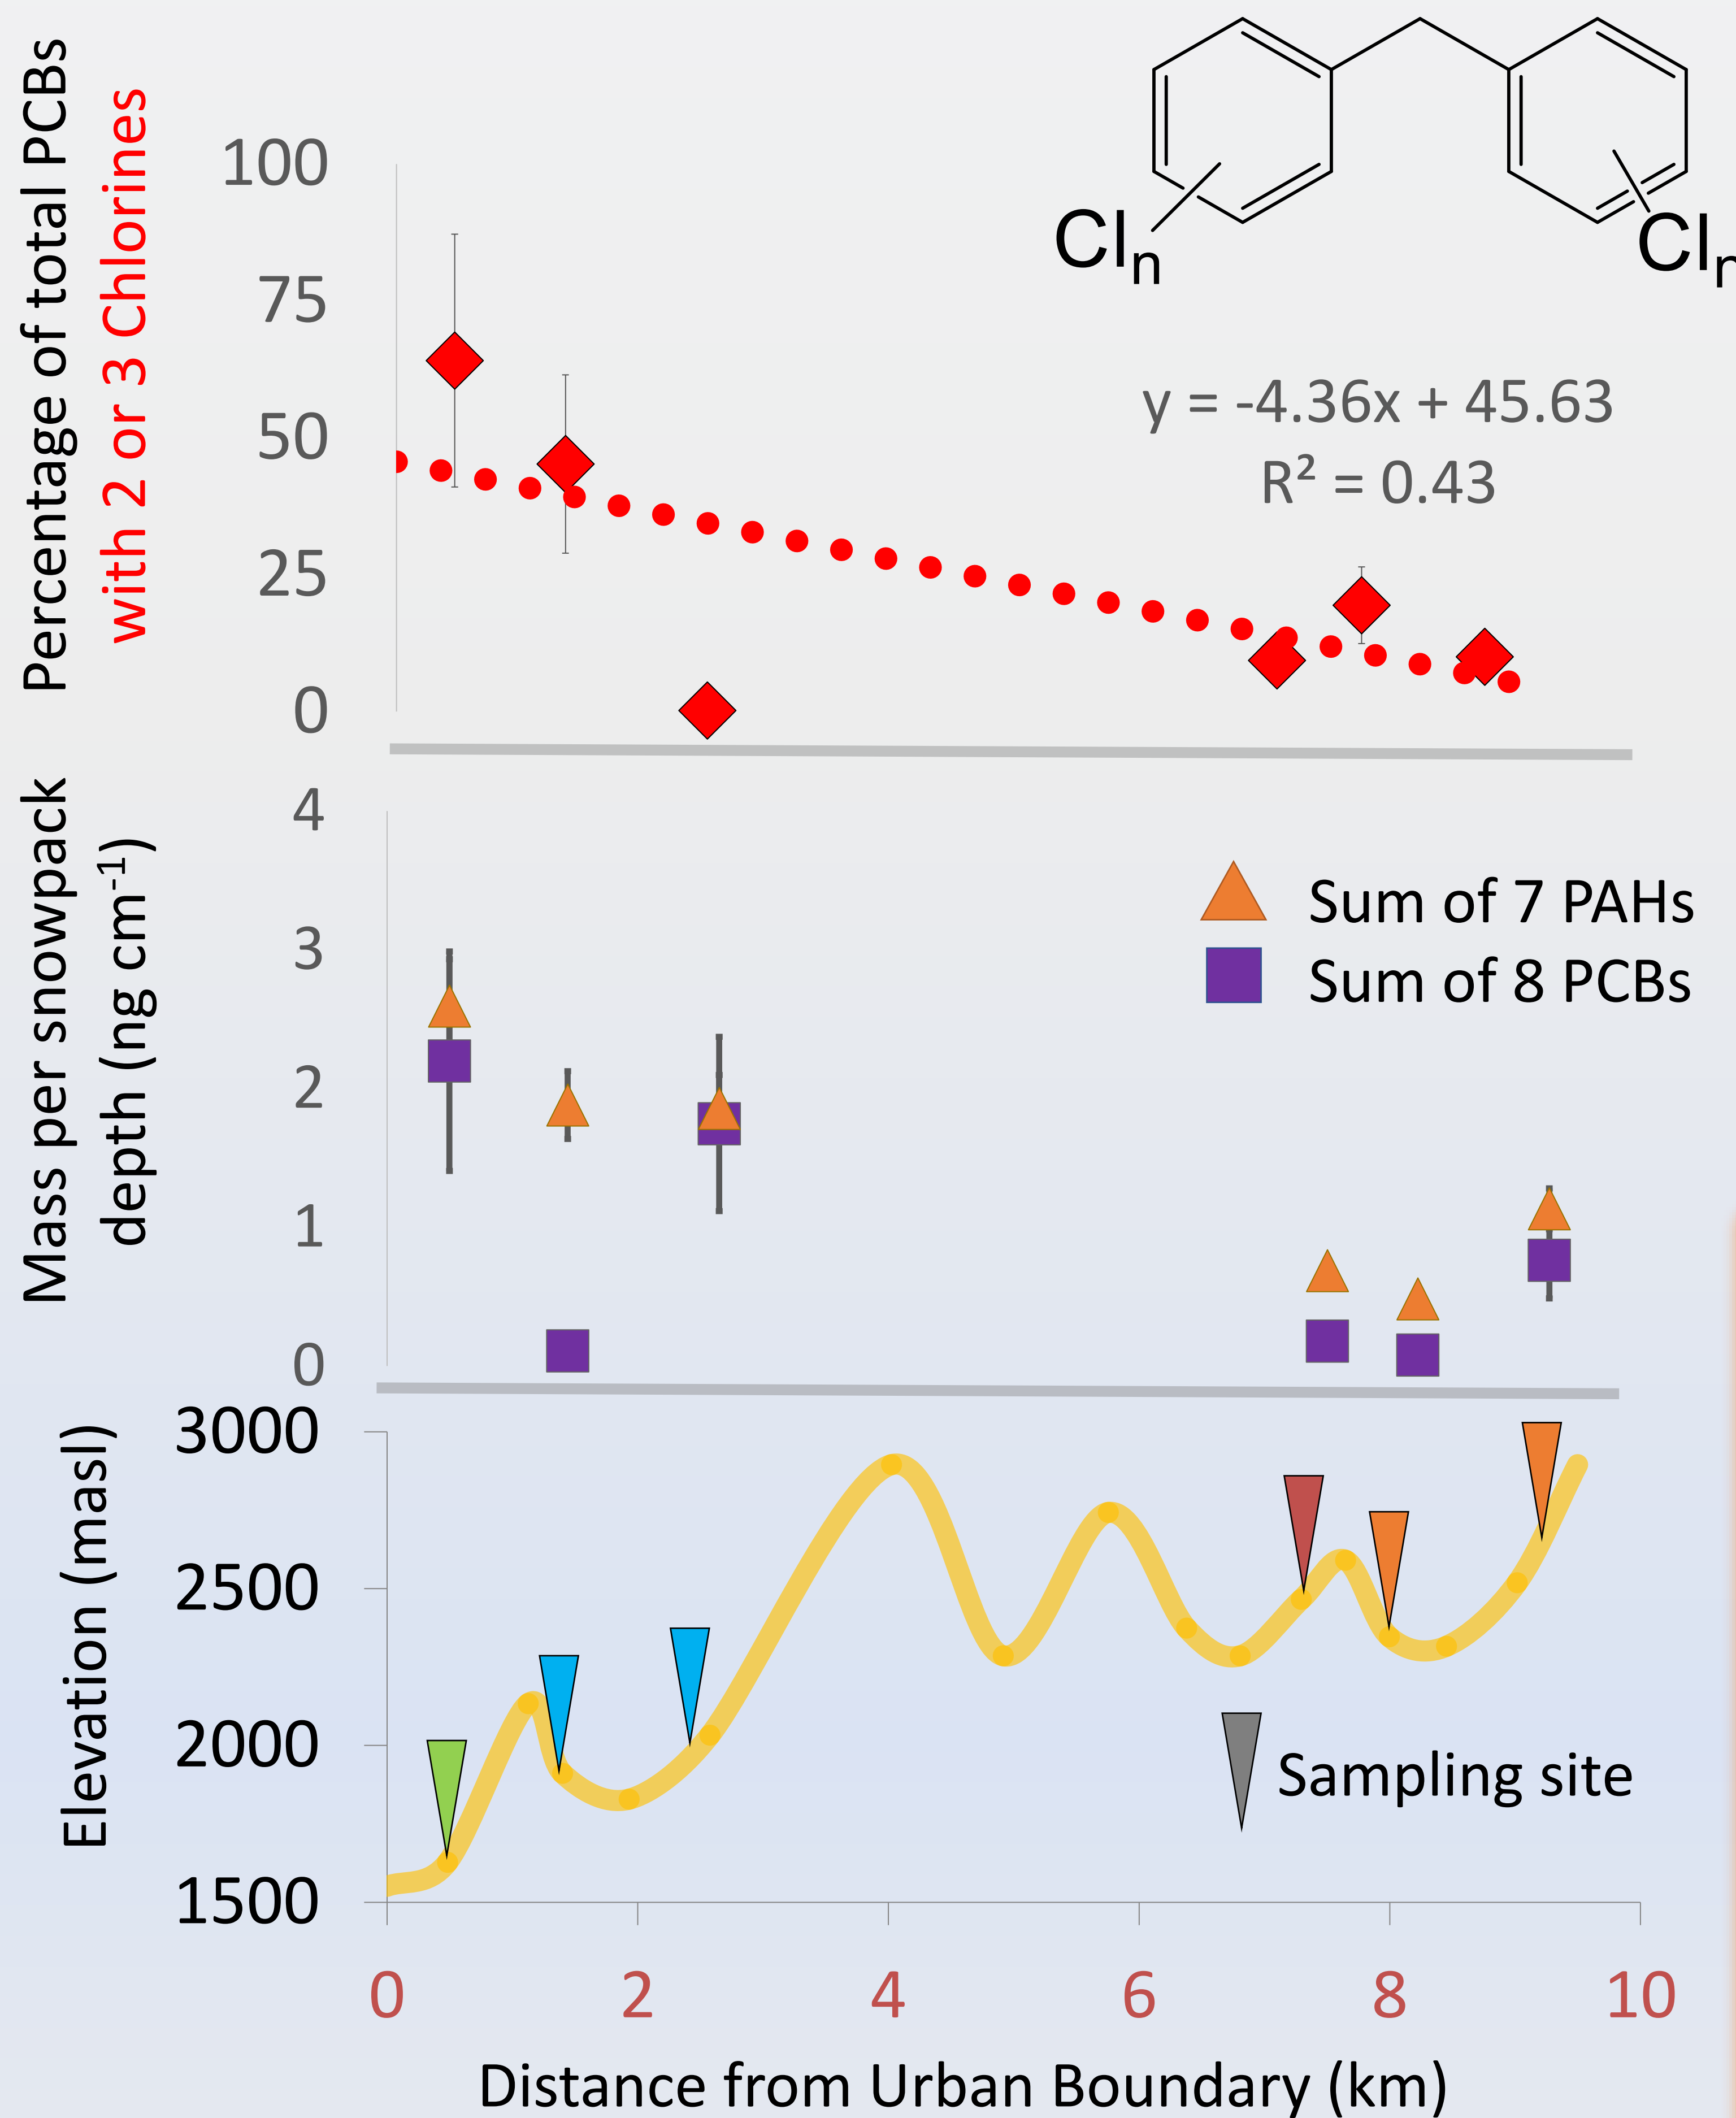 Percentage of total PCBs
with 2 or 3 Chlorines
100
75
50
25
0
Cln
Cln
y = -4.36x + 45.63
R² = 0.43
Mass per snowpack
depth (ng cm⁻¹)
4
3
2
1
0
Sum of 7 PAHs
Sum of 8 PCBs
Elevation (masl)
3000
2500
2000
1500
Sampling site
0 2 4 6 8 10
Distance from Urban Boundary (km)